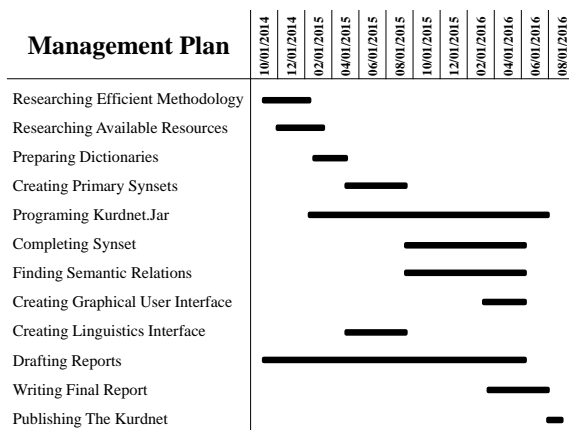 Management Plan
10/01/2014
12/01/2014
02/01/2015
04/01/2015
06/01/2015
08/01/2015
10/01/2015
12/01/2015
02/01/2016
04/01/2016
06/01/2016
08/01/2016
Researching Efficient Methodology
Researching Available Resources
Preparing Dictionaries
Creating Primary Synsets
Programing Kurdnet.Jar
Completing Synset
Finding Semantic Relations
Creating Graphical User Interface
Creating Linguistics Interface
Drafting Reports
Writing Final Report
Publishing The Kurdnet